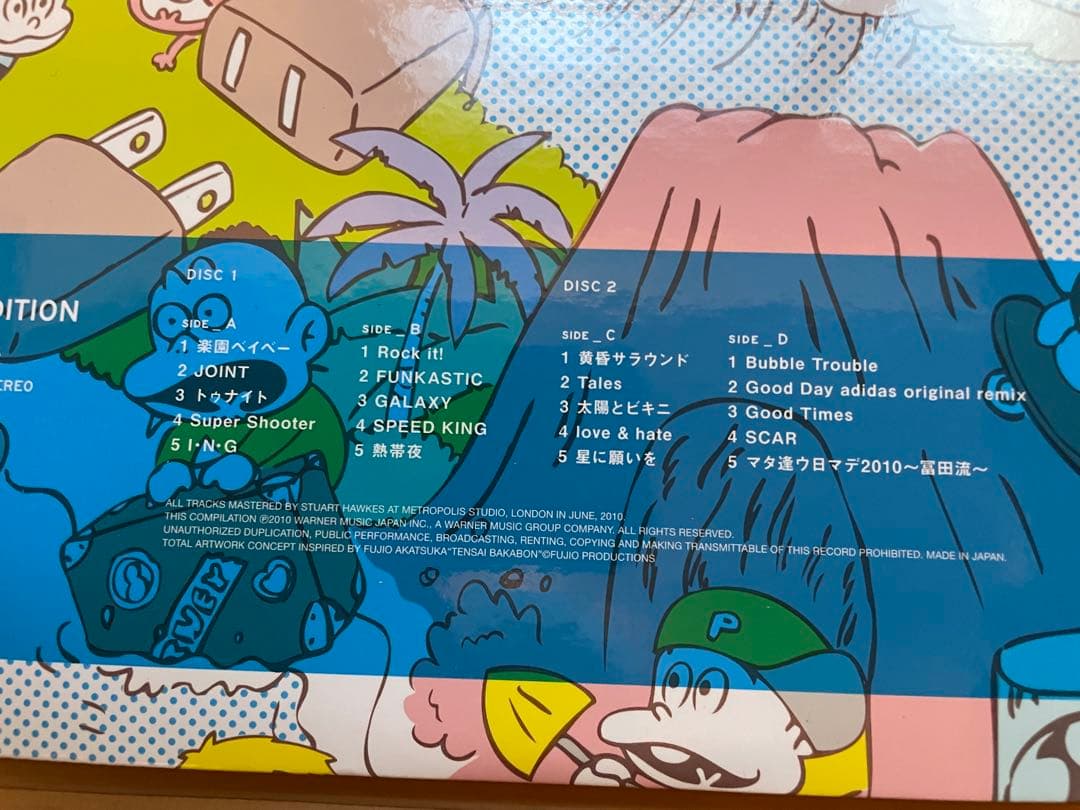 DITION
EREO
DISC 1
SIDE_A
1 楽園ベイベー
2 JOINT
3 トゥナイト
4 Super Shooter
5 I・N・G
SIDE_B
1 Rock it!
2 FUNKASTIC
3 GALAXY
4 SPEED KING
5 熱帯夜
DISC 2
SIDE_C
1 黄昏サラウンド
2 Tales
3 太陽とビキニ
4 love & hate
5 星に願いを
SIDE_D
1 Bubble Trouble
2 Good Day adidas original remix
3 Good Times
4 SCAR
5 マタ逢ウ日マデ2010〜冨田流〜
ALL TRACKS MASTERED BY STUART HAWKES AT METROPOLIS STUDIO, LONDON IN JUNE, 2010.
THIS COMPILATION ℗2010 WARNER MUSIC JAPAN INC., A WARNER MUSIC GROUP COMPANY. ALL RIGHTS RESERVED.
UNAUTHORIZED DUPLICATION, PUBLIC PERFORMANCE, BROADCASTING, RENTING, COPYING AND MAKING TRANSMITTABLE OF THIS RECORD PROHIBITED. MADE IN JAPAN.
TOTAL ARTWORK CONCEPT INSPIRED BY FUJIO AKATSUKA"TENSAI BAKABON"©FUJIO PRODUCTIONS
P